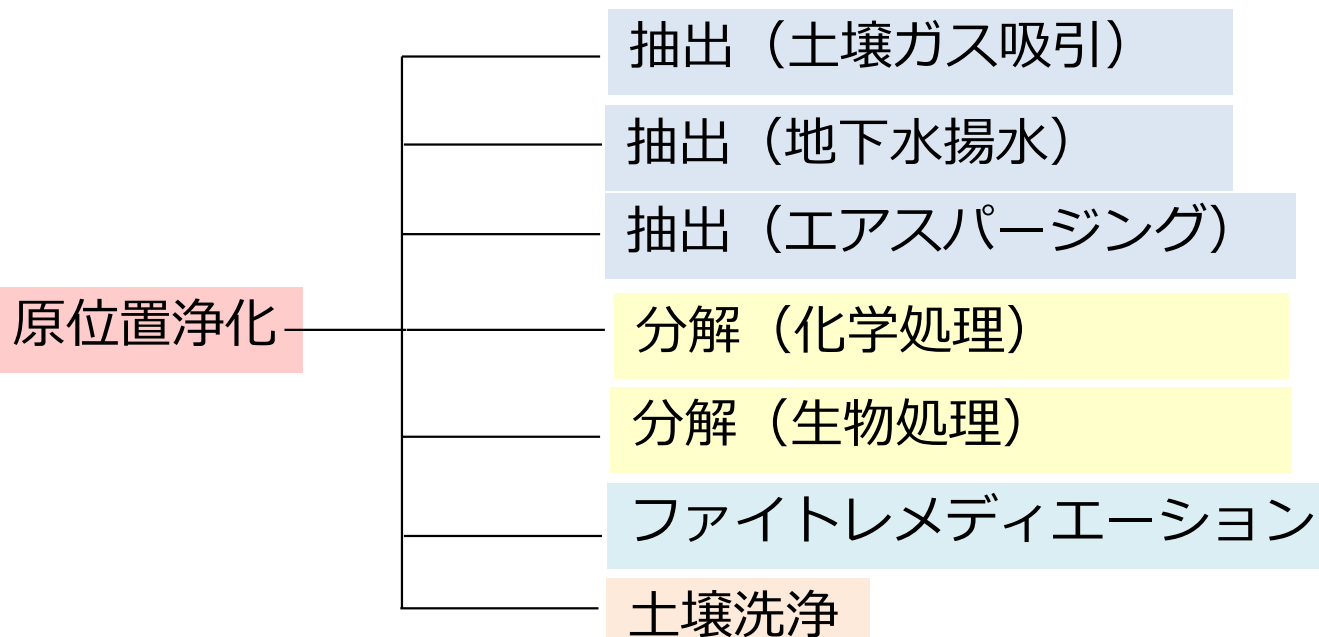 抽出（土壌ガス吸引）
抽出（地下水揚水）
抽出（エアスパージング）
原位置浄化
分解（化学処理）
分解（生物処理）
ファイトレメディエーション
土壌洗浄